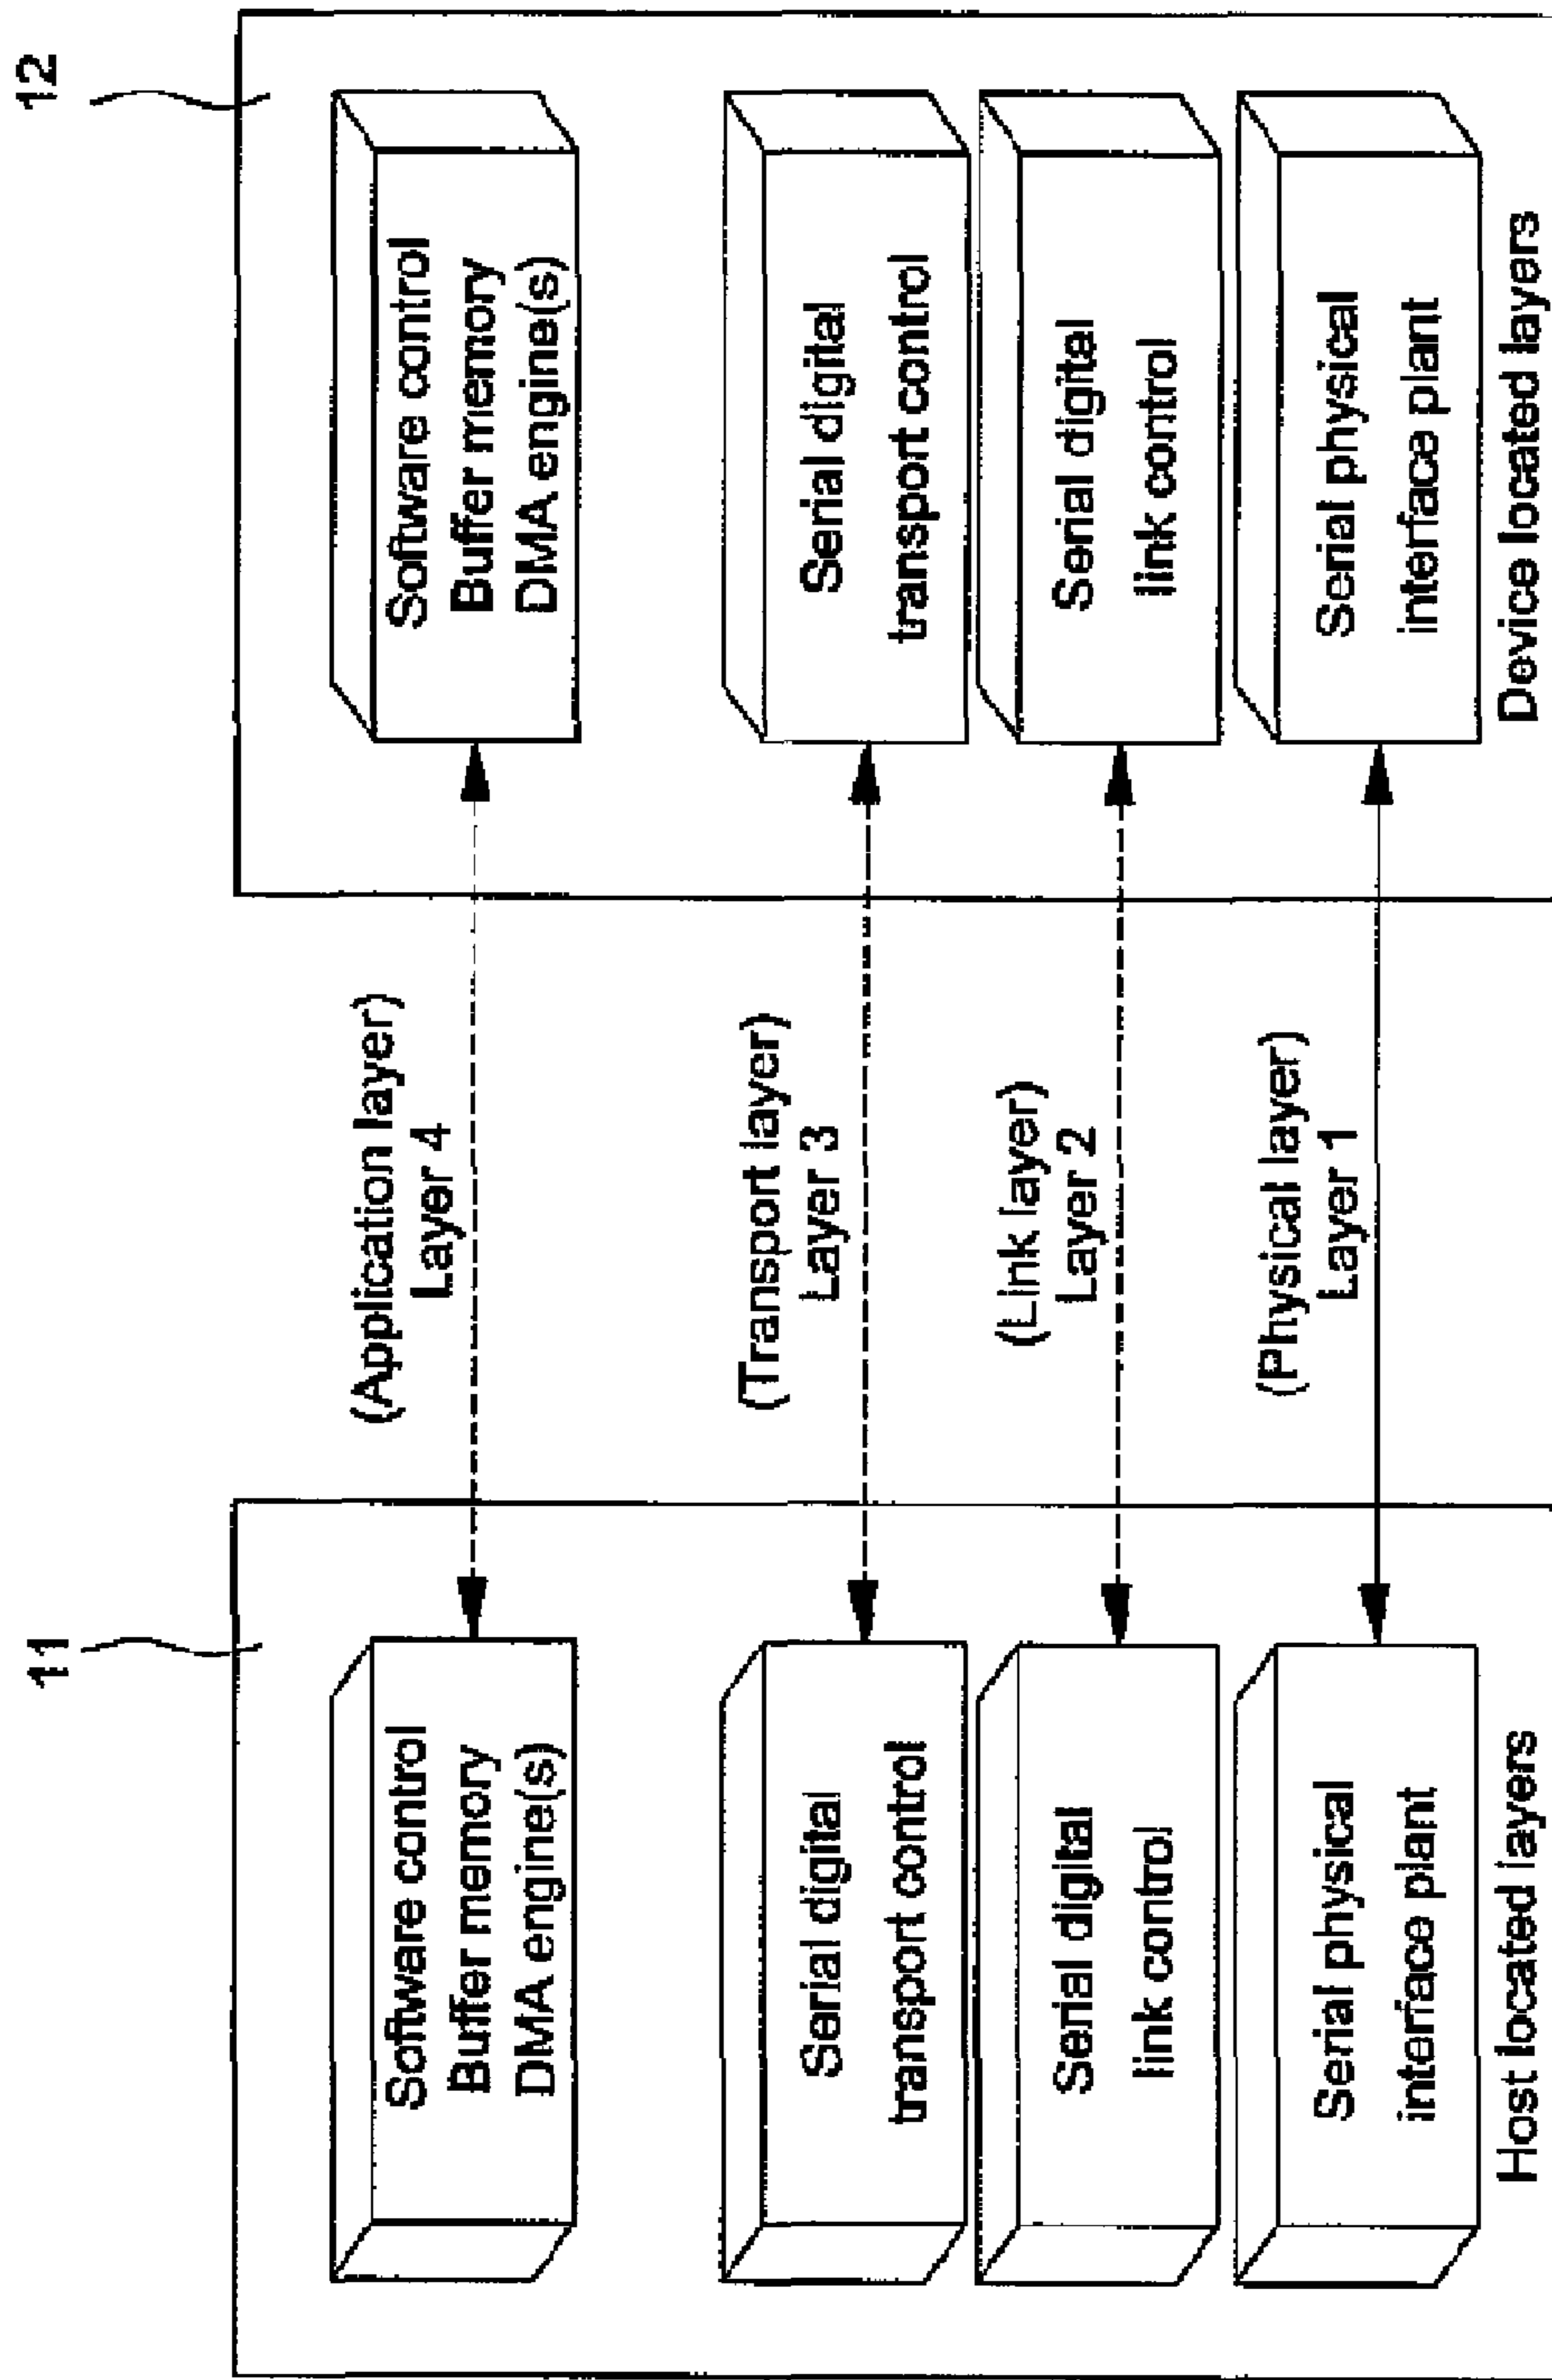 11
12
Software control
Buffer memory
DMA engine(s)
(Application layer)
Layer 4
Software control
Buffer memory
DMA engine(s)
Serial digital
transport control
(Transport layer)
Layer 3
Serial digital
transport control
Serial digital
link control
(Link layer)
Layer 2
Serial digitel
link control
Serial physical
interface plant
(Physical layer)
Layer 1
Serial physical
interface plant
Host located layers
Device located layers